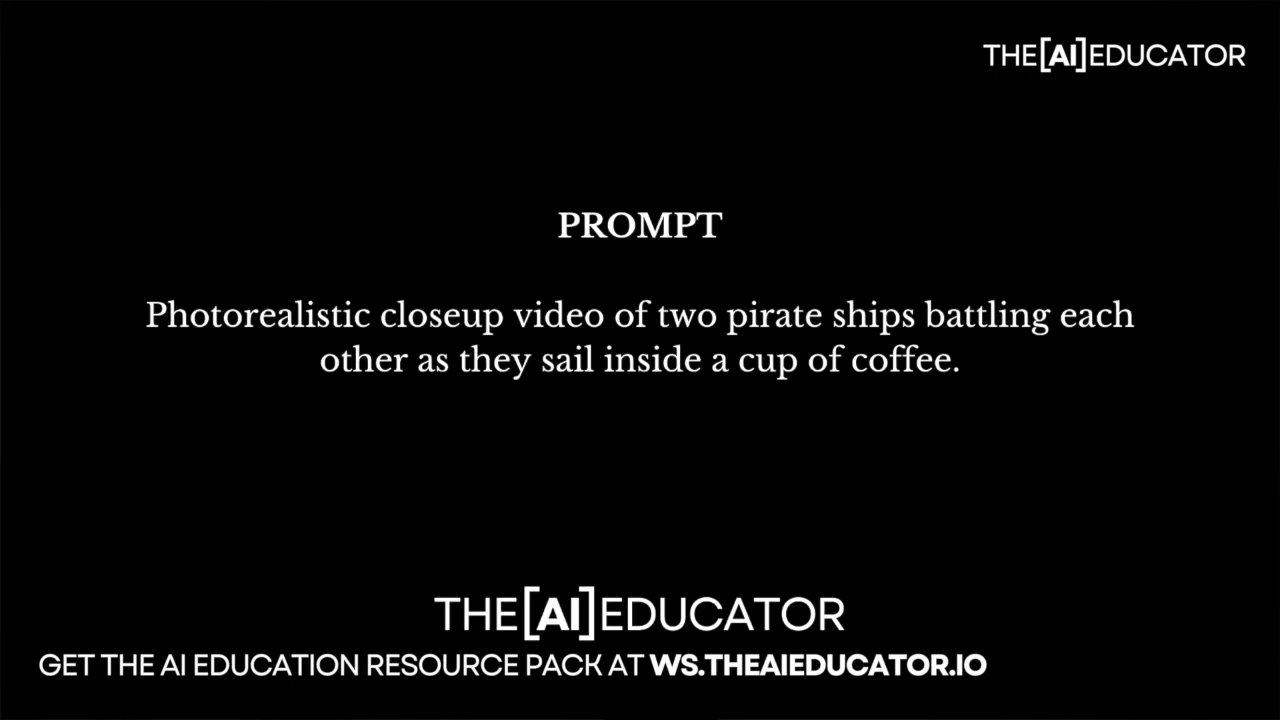 THE[AI]EDUCATOR
PROMPT
Photorealistic closeup video of two pirate ships battling each
other as they sail inside a cup of coffee.
THE[AI]EDUCATOR
GET THE AI EDUCATION RESOURCE PACK AT WS.THEAIEDUCATOR.IO